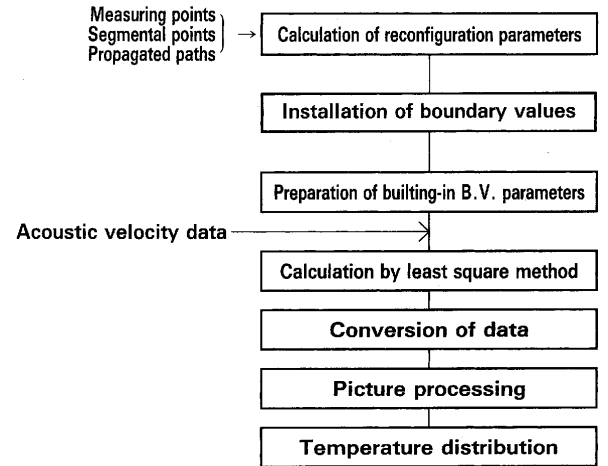 Measuring points
Segmental points
Propagated paths
Calculation of reconfiguration parameters
Installation of boundary values
Preparation of builting-in B.V. parameters
Acoustic velocity data
Calculation by least square method
Conversion of data
Picture processing
Temperature distribution